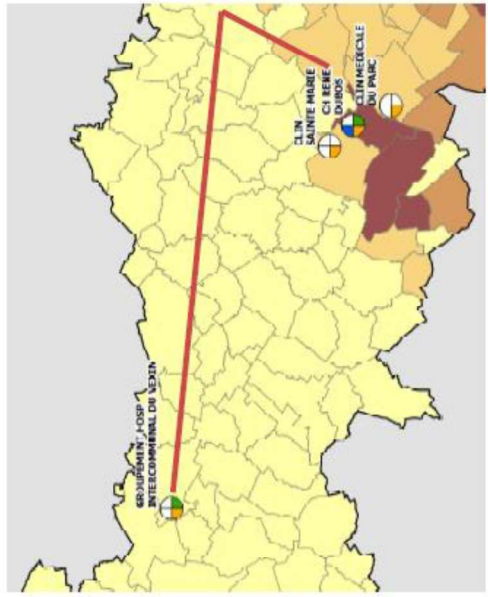 GROUPEMENT HOSP
INTERCOMMUNAL DU VEXIN
CLIN
SAINTE MARIE
CH RENE
DUBOS
CLIN MEDICALE
DU PARC